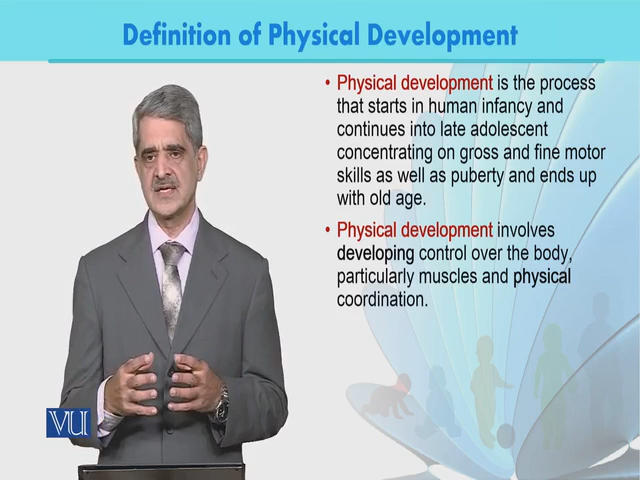 Definition of Physical Development
• Physical development is the process
that starts in human infancy and
continues into late adolescent
concentrating on gross and fine motor
skills as well as puberty and ends up
with old age.
• Physical development involves
developing control over the body,
particularly muscles and physical
coordination.
VU